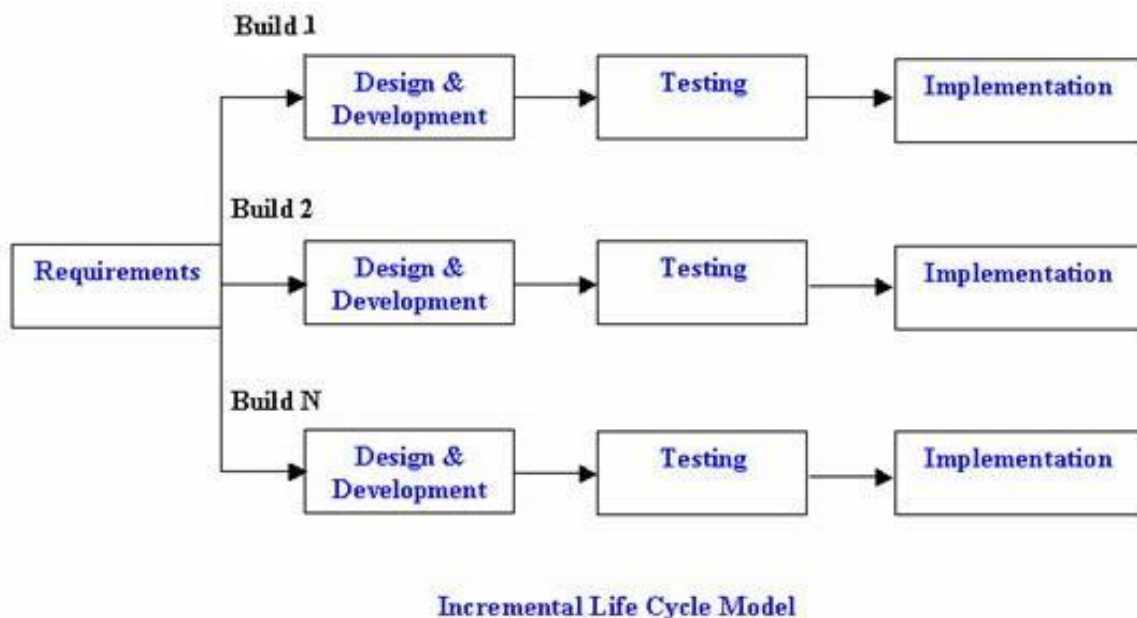 Build 1
Design &
Development
Testing
Implementation
Build 2
Requirements
Design &
Development
Testing
Implementation
Build N
Design &
Development
Testing
Implementation
Incremental Life Cycle Model